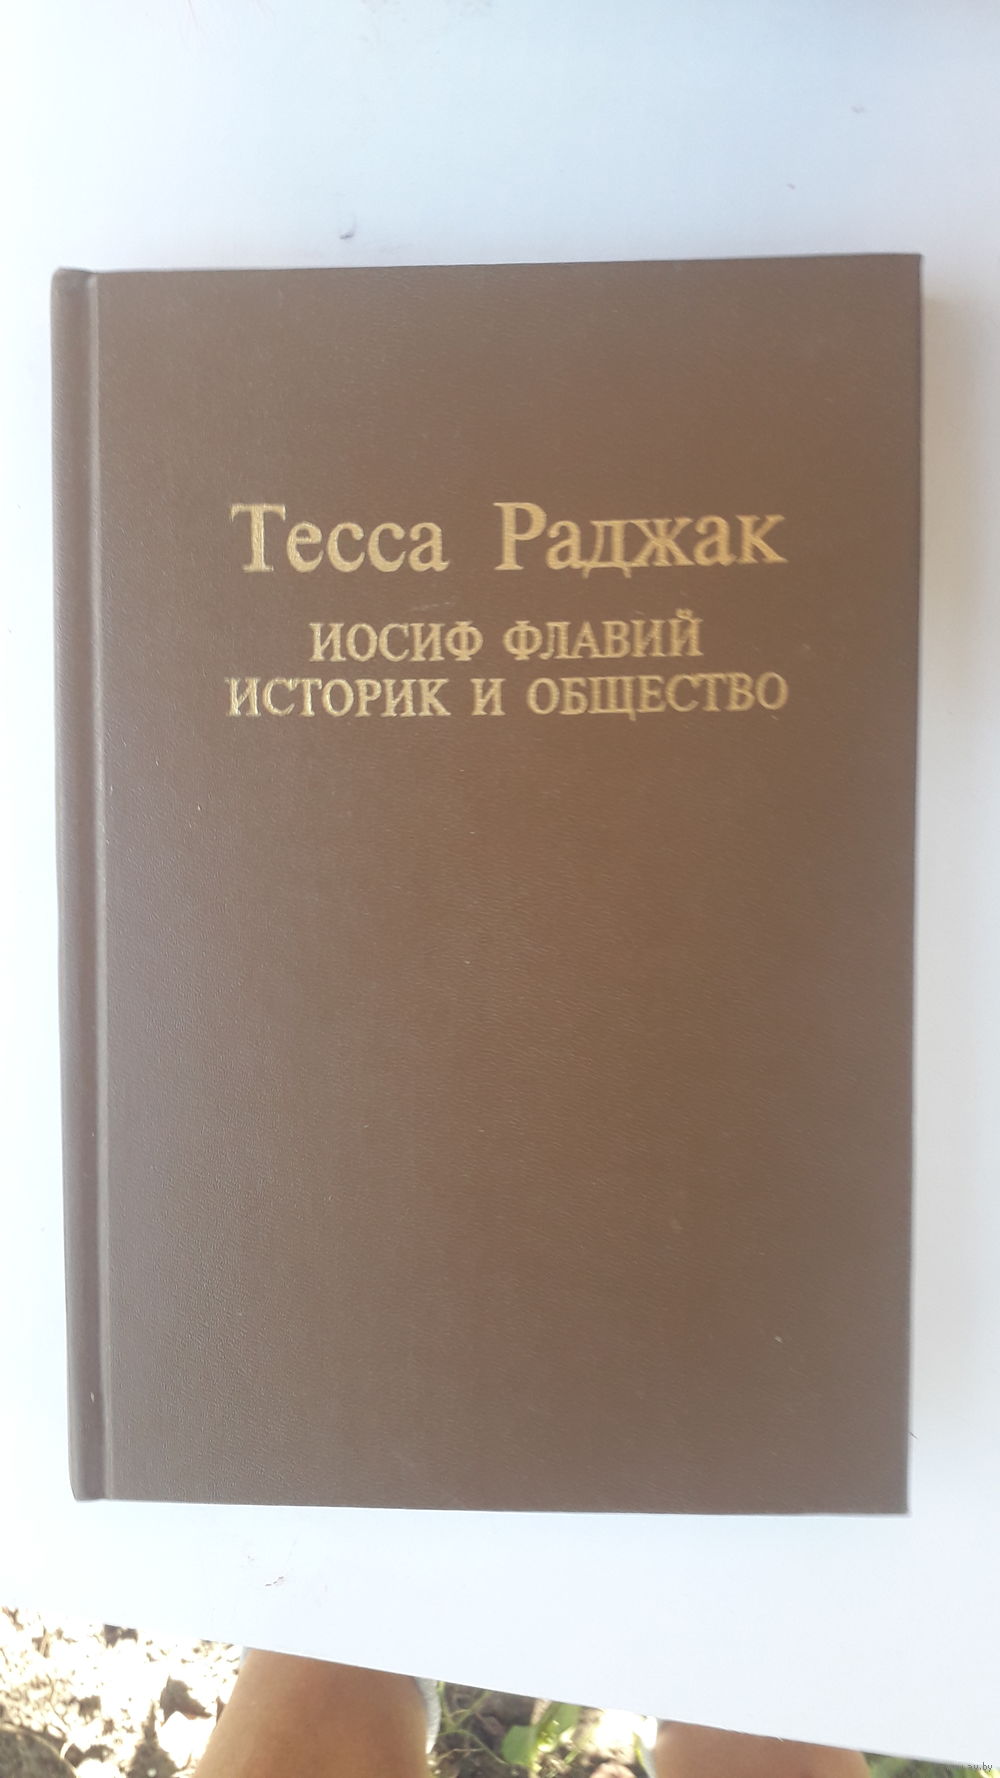 Тесса Раджак
ИОСИФ ФЛАВИЙ
ИСТОРИК И ОБЩЕСТВО